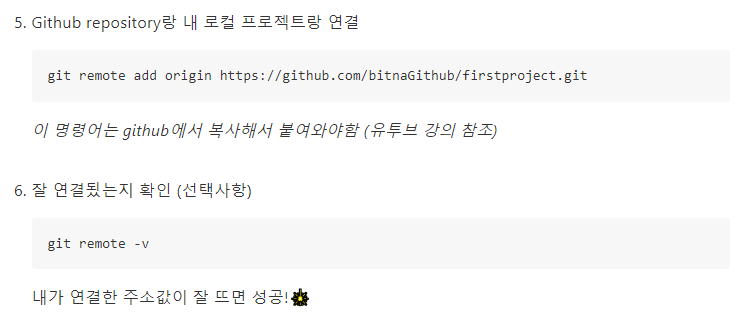 5. Github repository랑 내 로컬 프로젝트랑 연결
git remote add origin https://github.com/bitnaGithub/firstproject.git
이 명령어는 github에서 복사해서 붙여와야함 (유투브 강의 참조)
6. 잘 연결됬는지 확인 (선택사항)
git remote -v
내가 연결한 주소값이 잘 뜨면 성공!